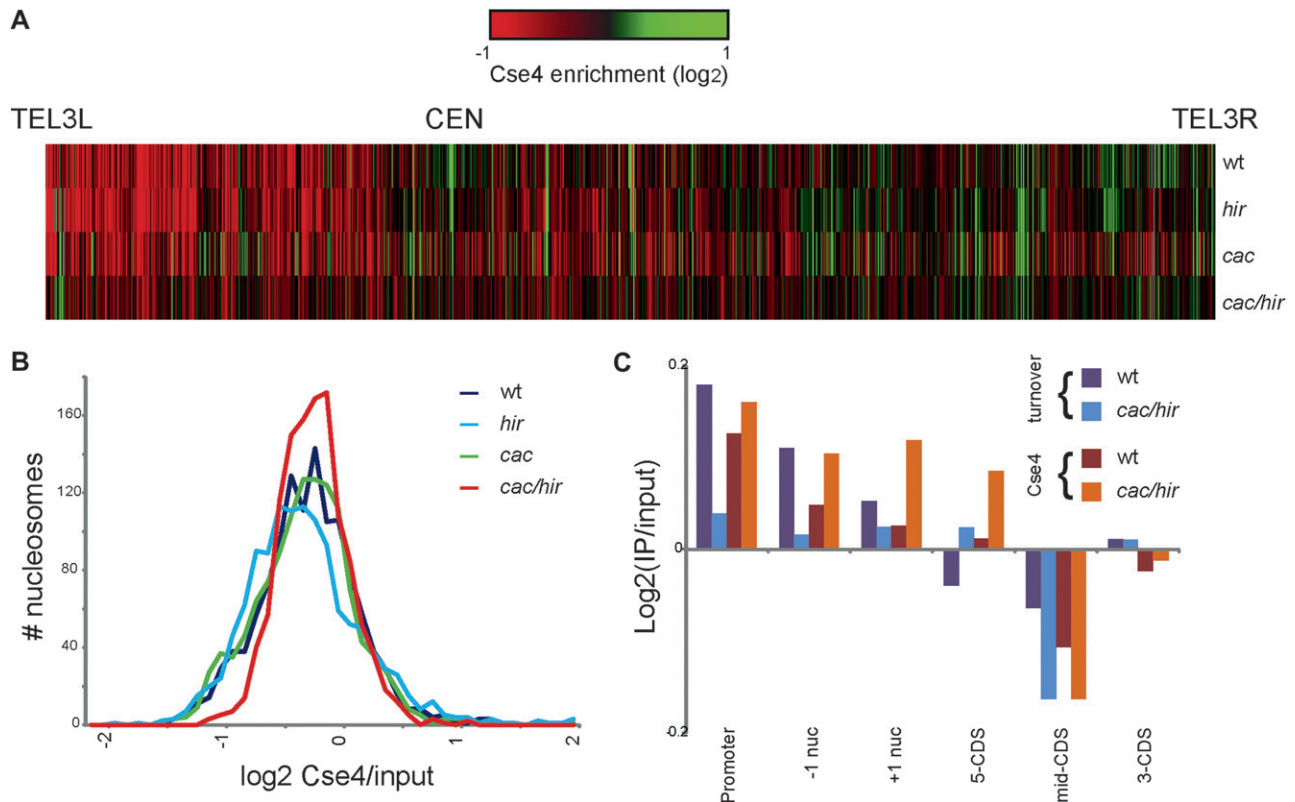 A
-1 1
Cse4 enrichment (log2)
TEL3L CEN TEL3R
wt
hir
cac
cac/hir
B
160
120
80
40
0
# nucleosomes
-2 -1 0 1 2
log2 Cse4/input
wt
hir
cac
cac/hir
C
0.2
0
-0.2
Log2(IP/input)
turnover
wt
cac/hir
Cse4
wt
cac/hir
Promoter
-1 nuc
+1 nuc
5-CDS
mid-CDS
3-CDS